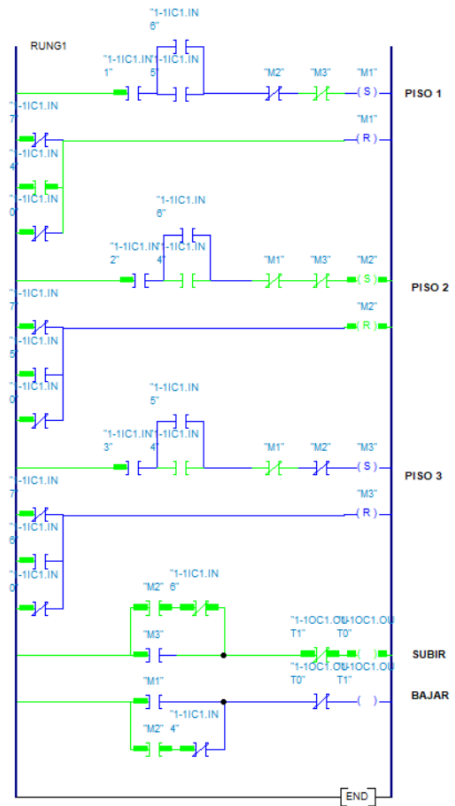 "1-1IC1.IN
6"
RUNG1
"1-1IC1.IN"1-1IC1.IN
1" 5" "M2" "M3" "M1"
( S )
PISO 1
"1-1IC1.IN
7"
"M1"
( R )
"1-1IC1.IN
4"
"1-1IC1.IN
0"
"1-1IC1.IN
6"
"1-1IC1.IN"1-1IC1.IN
2" 4" "M1" "M3" "M2"
( S )
PISO 2
"1-1IC1.IN
7"
"M2"
( R )
"1-1IC1.IN
5"
"1-1IC1.IN
0"
"1-1IC1.IN
5"
"1-1IC1.IN"1-1IC1.IN
3" 4" "M1" "M2" "M3"
( S )
PISO 3
"1-1IC1.IN
7"
"M3"
( R )
"1-1IC1.IN
6"
"1-1IC1.IN
0"
"1-1IC1.IN
"M2" 6"
"M3"
"1-1OC1.OU"1-1OC1.OU
T1" T0"
( )
SUBIR
"1-1OC1.OU"1-1OC1.OU
T0" T1"
( )
BAJAR
"M1"
"1-1IC1.IN
"M2" 4"
END